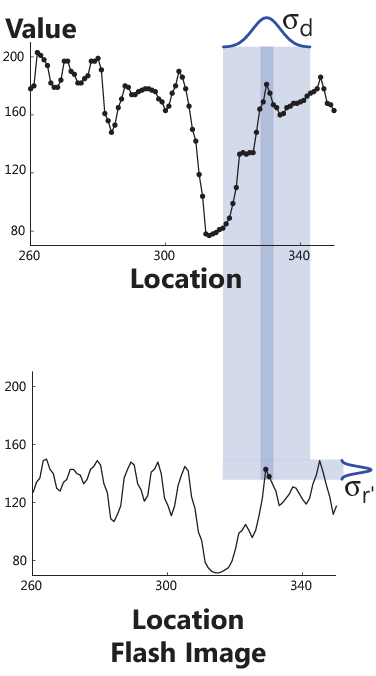 Value
σd
200
160
120
80
260 300 340
Location
200
160
120
80
σr'
260 300 340
Location
Flash Image